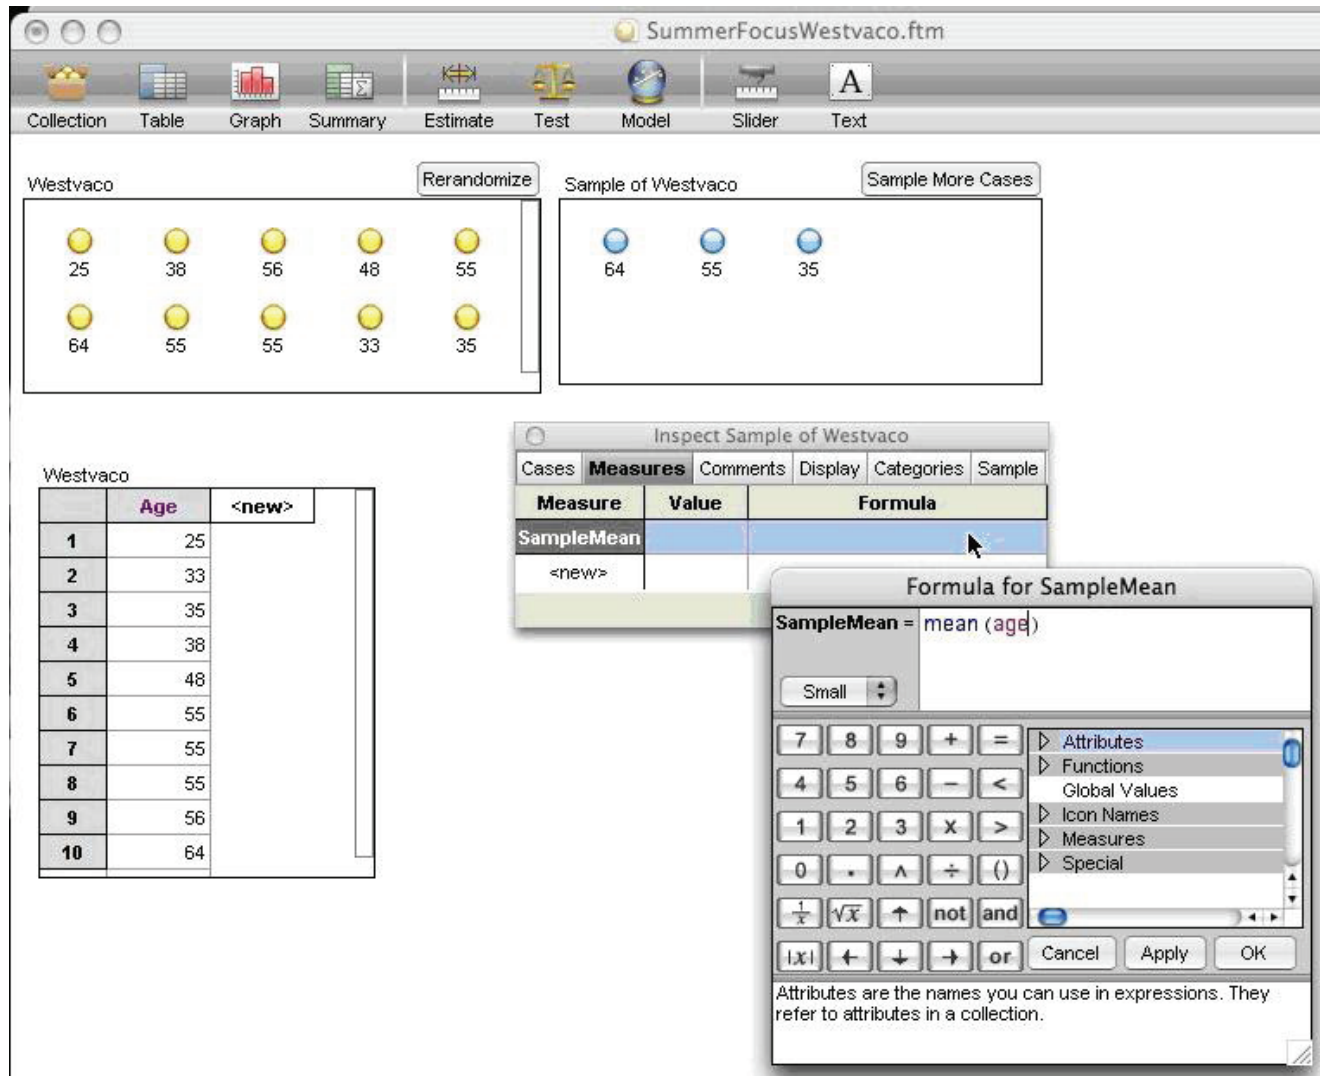 SummerFocusWestvaco.ftm
Collection Table Graph Summary Estimate Test Model Slider Text
A
Westvaco
Rerandomize
25 38 56 48 55
64 55 55 33 35
Sample of Westvaco
Sample More Cases
64 55 35
Westvaco
Age <new>
1 25
2 33
3 35
4 38
5 48
6 55
7 55
8 55
9 56
10 64
Inspect Sample of Westvaco
Cases Measures Comments Display Categories Sample
Measure Value Formula
SampleMean
<new>
Formula for SampleMean
SampleMean = mean (age)
Small
7 8 9 + =
4 5 6 − <
1 2 3 x >
0 . ʌ ÷ ()
1/x √x ↑ not and
|x| ← ↓ → or
Attributes
Functions
Global Values
Icon Names
Measures
Special
Cancel Apply OK
Attributes are the names you can use in expressions. They
refer to attributes in a collection.